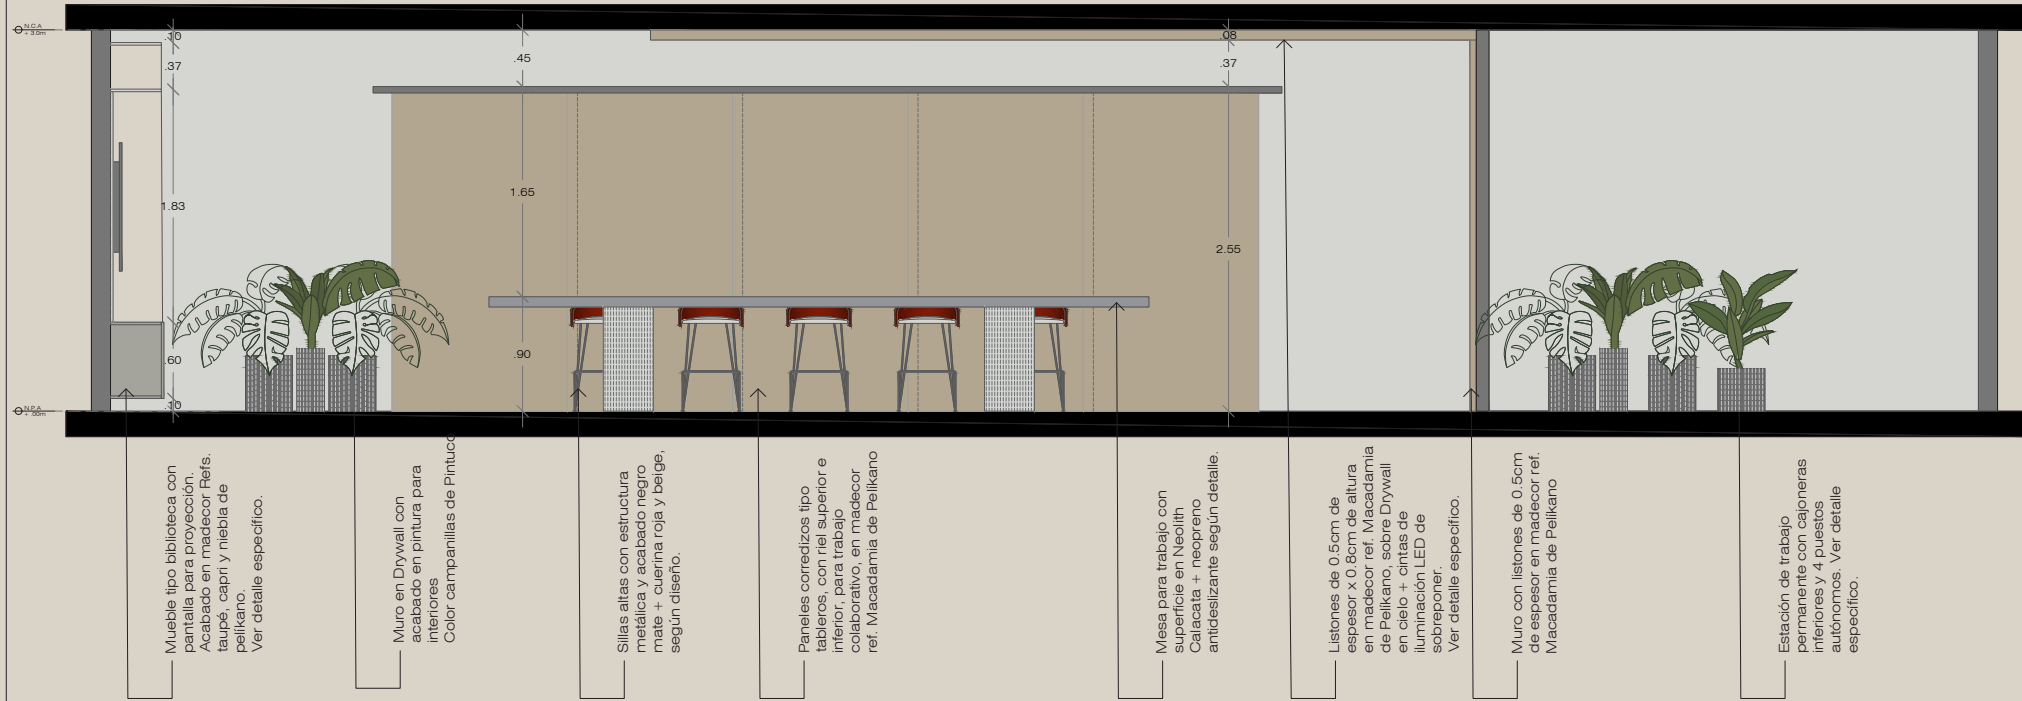 N.C.A
+ 3.0m
.10
.37
1.83
.60
.10
.45
1.65
.90
.08
.37
2.55
N.P.A
+ .00m
Mueble tipo biblioteca con
pantalla para proyección.
Acabado en madecor Refs.
taupé, capri y niebla de
pelikano.
Ver detalle específico.
Muro en Drywall con
acabado en pintura para
interiores
Color campanillas de Pintuco
Sillas altas con estructura
metálica y acabado negro
mate + cuerina roja y beige,
según diseño.
Paneles corredizos tipo
tableros, con riel superior e
inferior, para trabajo
colaborativo, en madecor
ref. Macadamia de Pelíkano
Mesa para trabajo con
superficie en Neolith
Calacata + neopreno
antideslizante según detalle.
Listones de 0.5cm de
espesor x 0.8cm de altura
en madecor ref. Macadamia
de Pelíkano, sobre Drywall
en cielo + cintas de
iluminación LED de
sobreponer.
Ver detalle específico.
Muro con listones de 0.5cm
de espesor en madecor ref.
Macadamia de Pelíkano
Estación de trabajo
permanente con cajoneras
inferiores y 4 puestos
autónomos. Ver detalle
específico.